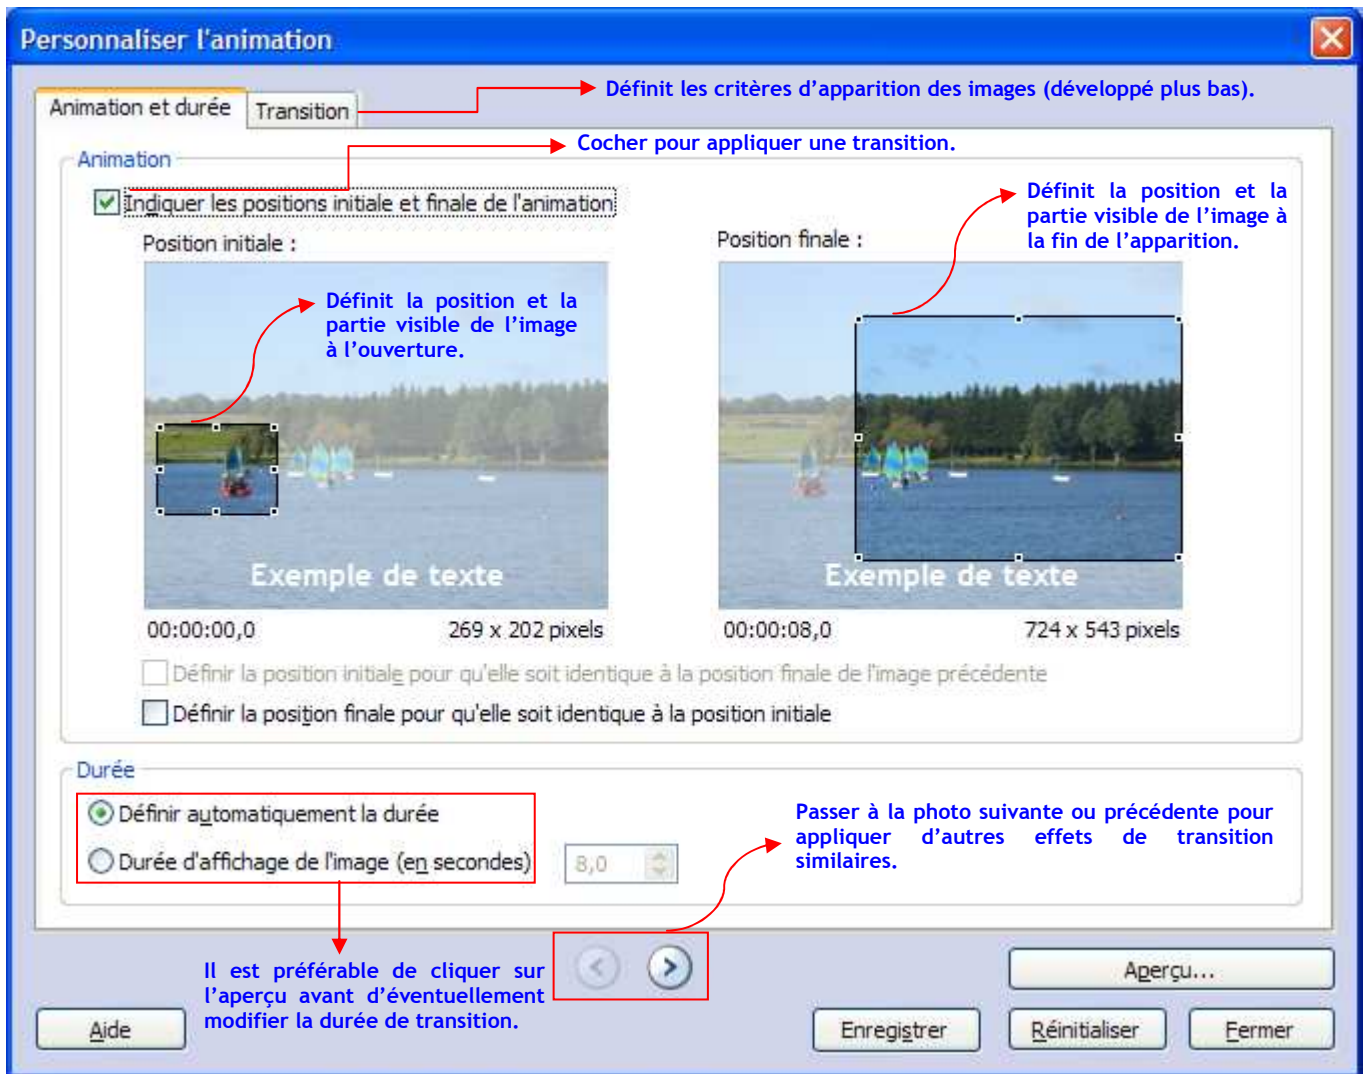 Personnaliser l'animation
Animation et durée
Transition
Définit les critères d’apparition des images (développé plus bas).
Cocher pour appliquer une transition.
Animation
Indiquer les positions initiale et finale de l'animation
Définit la position et la
partie visible de l’image à
la fin de l’apparition.
Position initiale :
Position finale :
Définit la position et la
partie visible de l’image
à l’ouverture.
Exemple de texte
Exemple de texte
00:00:00,0
269 x 202 pixels
00:00:08,0
724 x 543 pixels
Définir la position initiale pour qu'elle soit identique à la position finale de l'image précédente
Définir la position finale pour qu'elle soit identique à la position initiale
Durée
Définir automatiquement la durée
Durée d'affichage de l'image (en secondes)
8,0
Passer à la photo suivante ou précédente pour
appliquer d’autres effets de transition
similaires.
Il est préférable de cliquer sur
l’aperçu avant d’éventuellement
modifier la durée de transition.
< >
Aperçu...
Aide
Enregistrer
Réinitialiser
Fermer